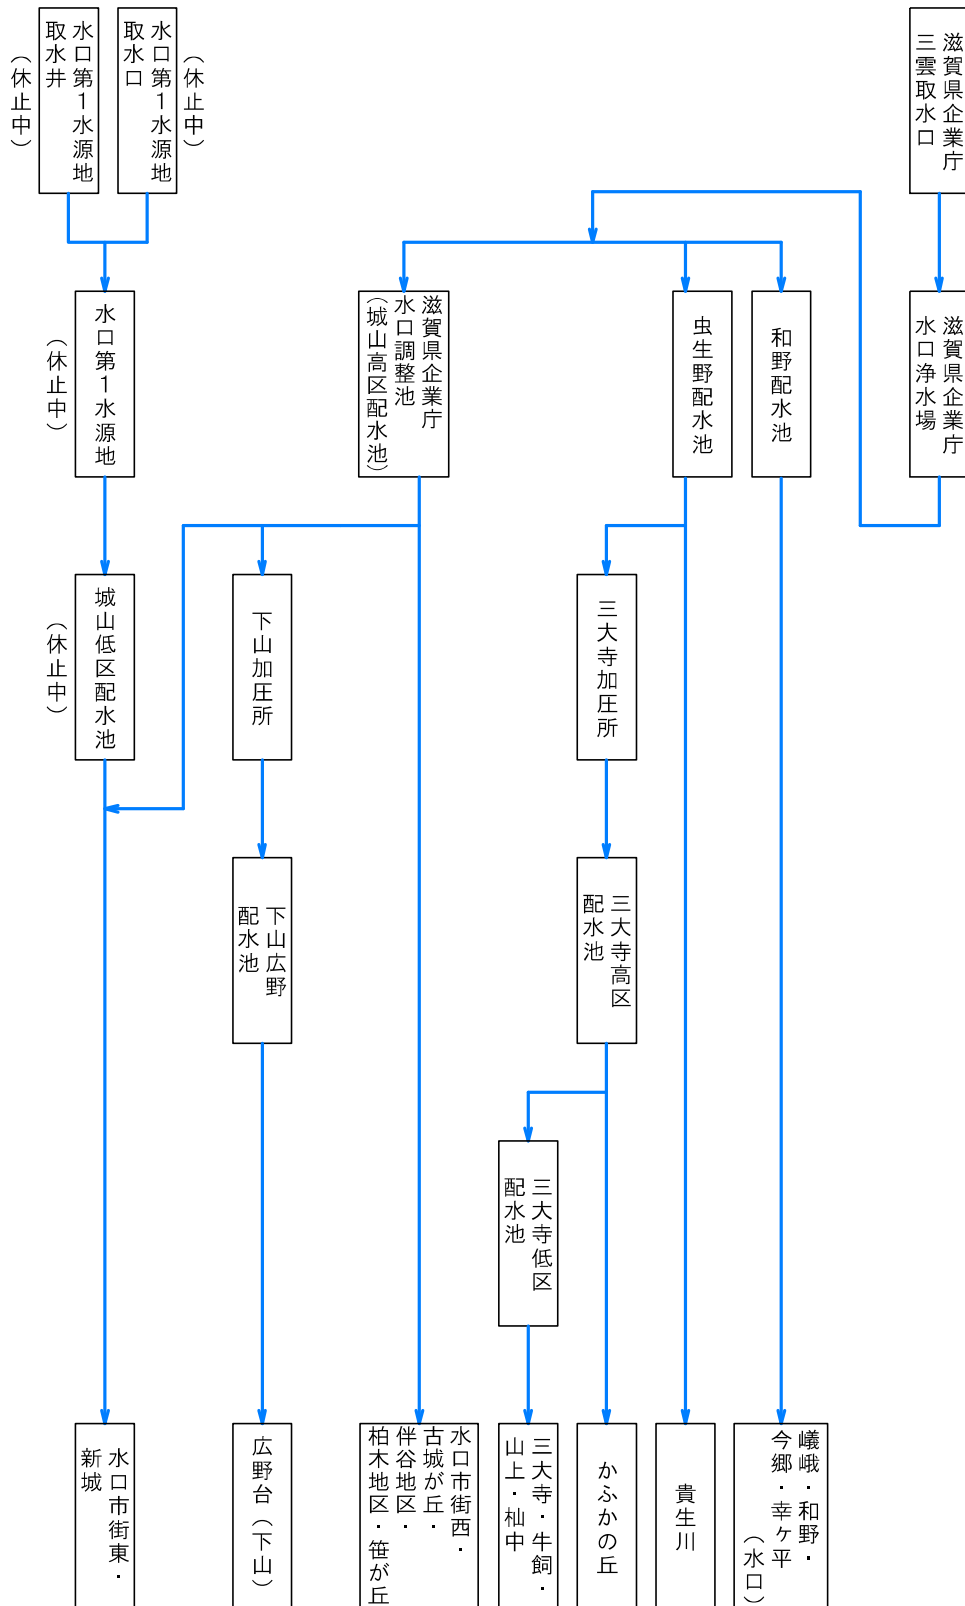 滋賀県企業庁
三雲取水口
(休止中)
水口第1水源地
取水口
水口第1水源地
取水井
(休止中)
滋賀県企業庁
水口浄水場
和野配水池
虫生野配水池
滋賀県企業庁
水口調整池
(城山高区配水池)
水口第1水源地
(休止中)
三大寺加圧所
下山加圧所
城山低区配水池
(休止中)
三大寺高区
配水池
下山広野
配水池
三大寺低区
配水池
嶬峨・和野・
今郷・幸ヶ平
(水口)
貴生川
かふかの丘
三大寺・牛飼・
山上・杣中
水口市街西・
古城が丘・
伴谷地区・
柏木地区・笹が丘
広野台(下山)
水口市街東・
新城